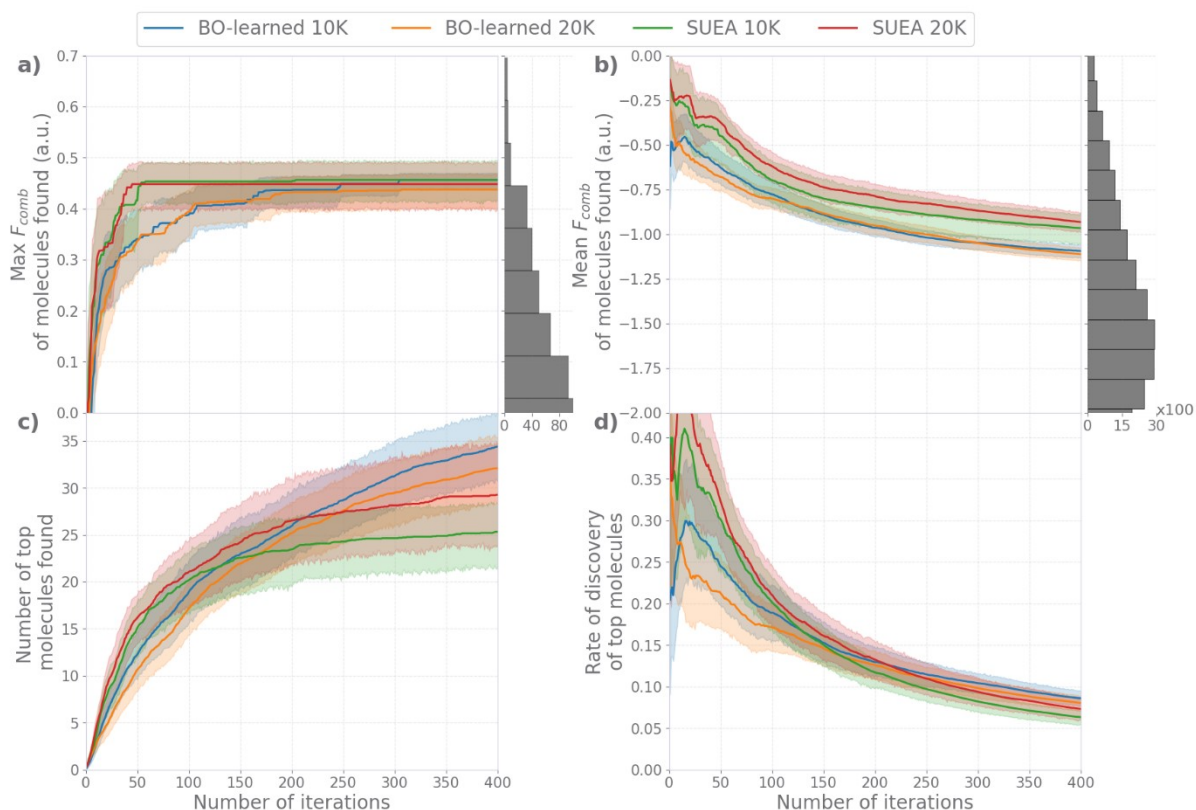 BO-learned 10K BO-learned 20K SUEA 10K SUEA 20K
a)
0.7
0.6
0.5
0.4
0.3
0.2
0.1
0.0
Max F_comb
of molecules found (a.u.)
0 40 80
b)
0.00
−0.25
−0.50
−0.75
−1.00
−1.25
−1.50
−1.75
−2.00
Mean F_comb
of molecules found (a.u.)
x100
0 15 30
c)
35
30
25
20
15
10
5
0
Number of top
molecules found
0 50 100 150 200 250 300 350 400
Number of iterations
d)
0.40
0.35
0.30
0.25
0.20
0.15
0.10
0.05
0.00
Rate of discovery
of top molecules
0 50 100 150 200 250 300 350 400
Number of iterations